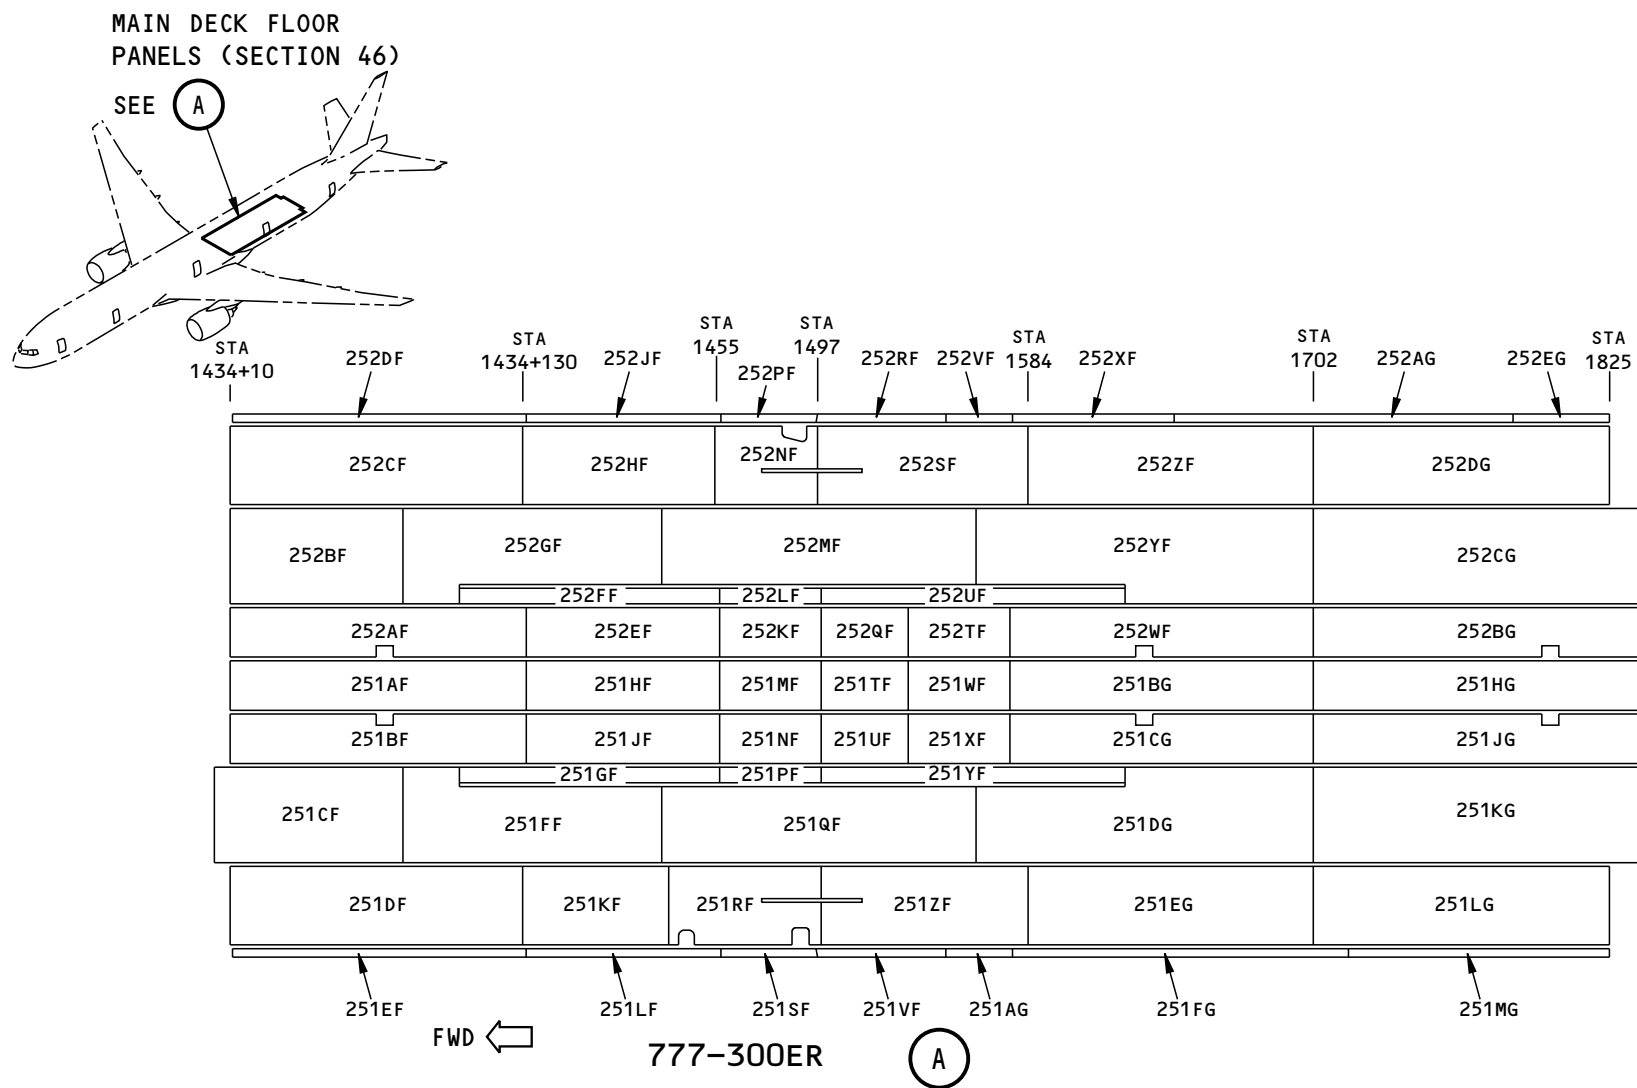 MAIN DECK FLOOR
PANELS (SECTION 46)
SEE A
STA 1434+10
252DF
STA 1434+130
252JF
STA 1455
252PF
STA 1497
252RF
252VF
STA 1584
252XF
STA 1702
252AG
252EG
STA 1825
252CF 252HF 252NF 252SF 252ZF 252DG
252BF 252GF 252MF 252YF 252CG
252FF 252LF 252UF
252AF 252EF 252KF 252QF 252TF 252WF 252BG
251AF 251HF 251MF 251TF 251WF 251BG 251HG
251BF 251JF 251NF 251UF 251XF 251CG 251JG
251GF 251PF 251YF
251CF 251FF 251QF 251DG 251KG
251DF 251KF 251RF 251ZF 251EG 251LG
251EF 251LF 251SF 251VF 251AG 251FG 251MG
FWD
777-300ER A